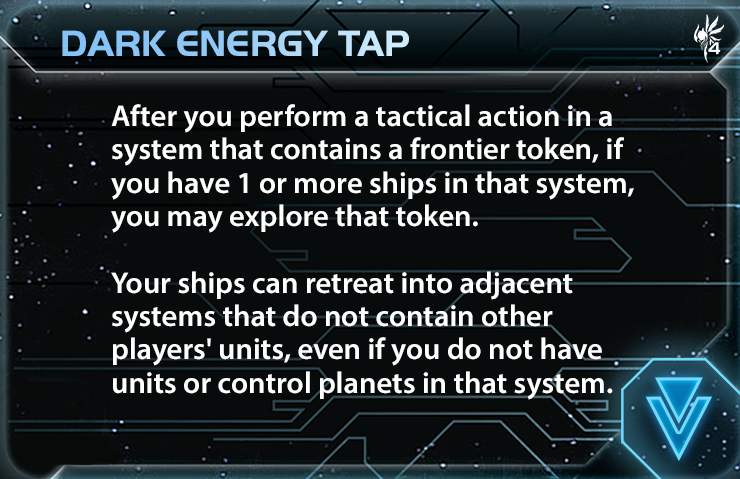 DARK ENERGY TAP
4
After you perform a tactical action in a
system that contains a frontier token, if
you have 1 or more ships in that system,
you may explore that token.
Your ships can retreat into adjacent
systems that do not contain other
players' units, even if you do not have
units or control planets in that system.